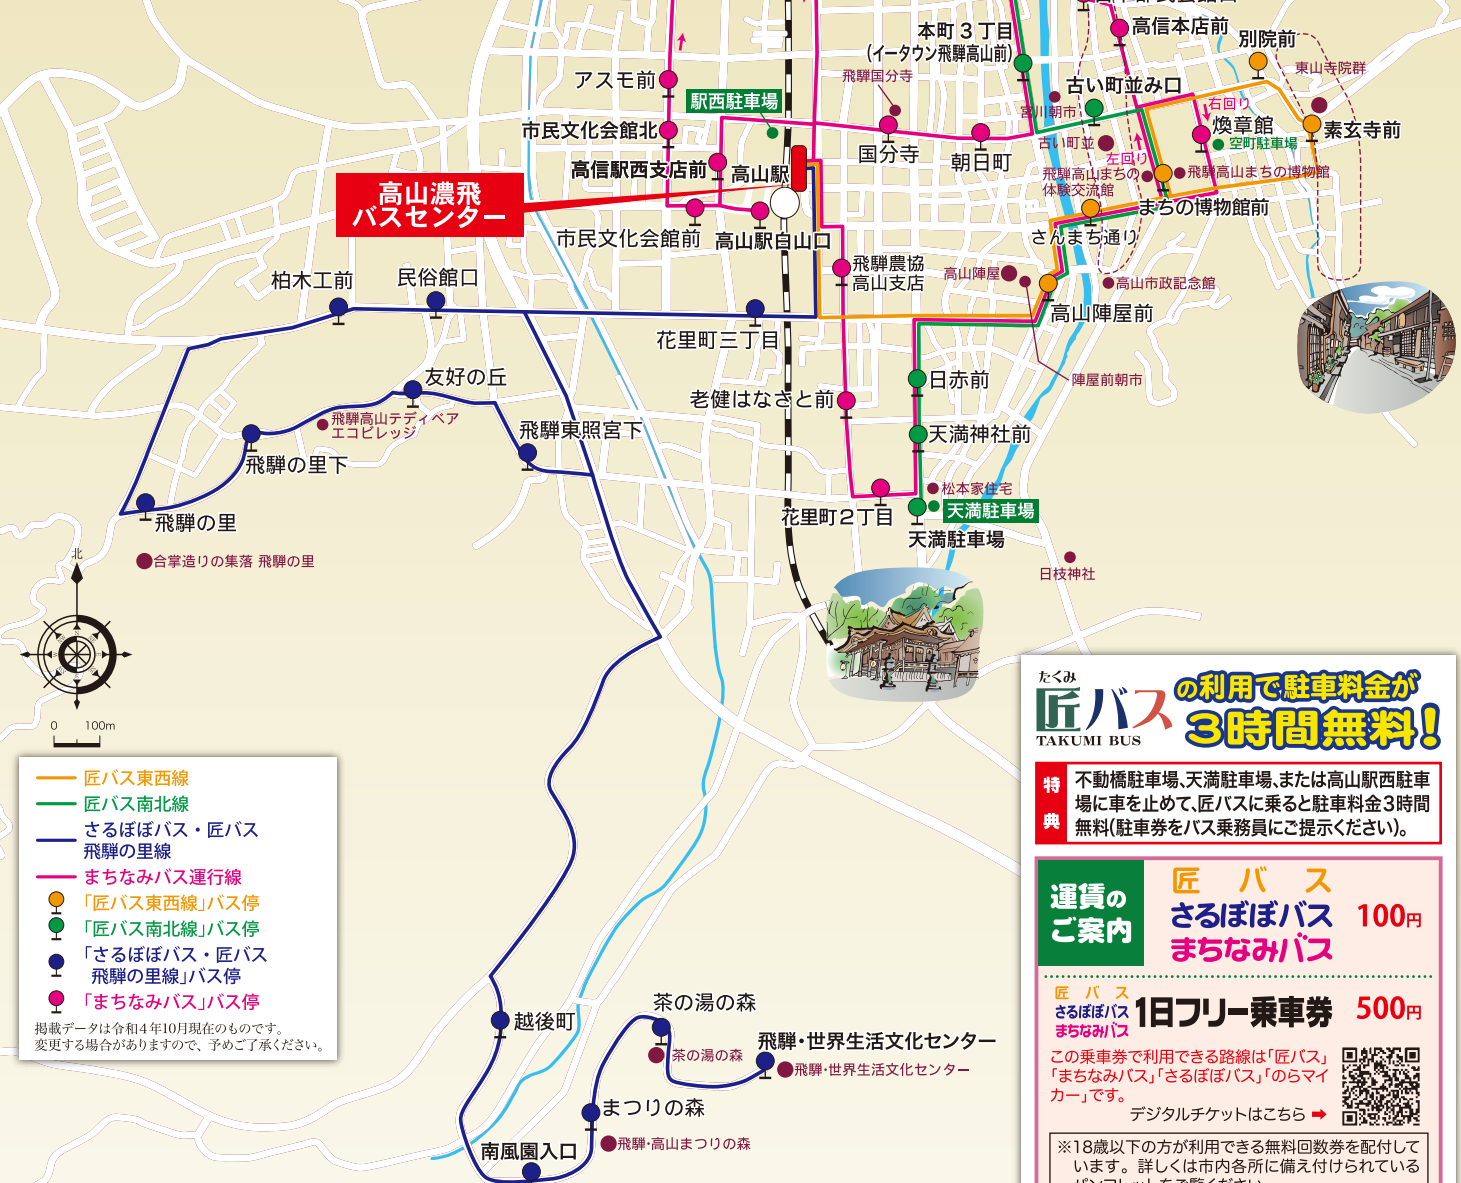 高信本店前
別院前
本町３丁目
(イータウン飛騨高山前)
東山寺院群
飛騨国分寺
アスモ前
古い町並み口
駅西駐車場
宮川朝市
右回り
市民文化会館北
煥章館
素玄寺前
古い町並
空町駐車場
国分寺
朝日町
左回り
高信駅西支店前
高山駅
飛騨高山まちの
体験交流館
飛騨高山まちの博物館
高山濃飛
バスセンター
まちの博物館前
市民文化会館前
高山駅白山口
さんまち通り
飛騨農協
高山支店
高山陣屋
高山市政記念館
柏木工前
民俗館口
高山陣屋前
花里町三丁目
友好の丘
日赤前
陣屋前朝市
老健はなさと前
飛騨高山テディベア
エコビレッジ
飛騨東照宮下
天満神社前
飛騨の里下
松本家住宅
飛騨の里
花里町２丁目
天満駐車場
天満駐車場
合掌造りの集落 飛騨の里
日枝神社
北
0 100m
匠バス東西線
匠バス南北線
さるぼぼバス・匠バス
飛騨の里線
まちなみバス運行線
「匠バス東西線」バス停
「匠バス南北線」バス停
「さるぼぼバス・匠バス
飛騨の里線」バス停
「まちなみバス」バス停
掲載データは令和４年10月現在のものです。
変更する場合がありますので、予めご了承ください。
越後町
茶の湯の森
茶の湯の森
飛騨・世界生活文化センター
飛騨・世界生活文化センター
まつりの森
飛騨・高山まつりの森
南風園入口
たくみ
匠バス
TAKUMI BUS
の利用で駐車料金が
３時間無料！
特典
不動橋駐車場、天満駐車場、または高山駅西駐車
場に車を止めて、匠バスに乗ると駐車料金３時間
無料(駐車券をバス乗務員にご提示ください)。
運賃の
ご案内
匠バス
さるぼぼバス
まちなみバス
100円
匠バス
さるぼぼバス
まちなみバス
1日フリー乗車券
500円
この乗車券で利用できる路線は「匠バス」
「まちなみバス」「さるぼぼバス」「のらマイ
カー」です。
デジタルチケットはこちら
※18歳以下の方が利用できる無料回数券を配付して
います。詳しくは市内各所に備え付けられている
パンフレットをご覧ください。